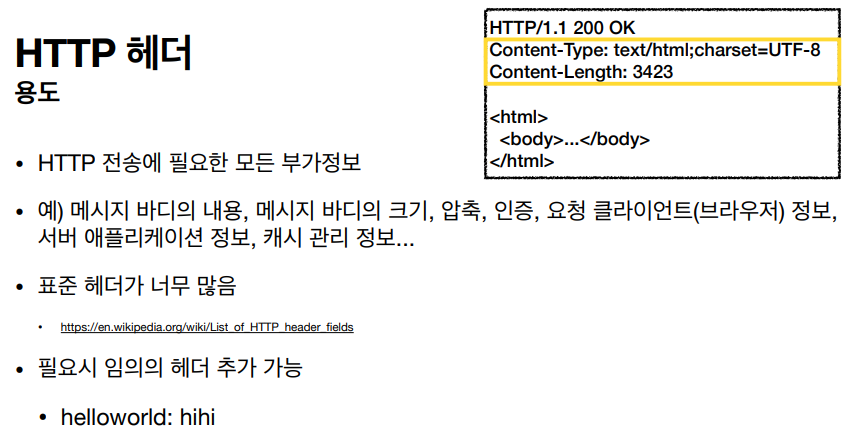 HTTP 헤더
용도
HTTP/1.1 200 OK
Content-Type: text/html;charset=UTF-8
Content-Length: 3423
<html>
<body>...</body>
</html>
• HTTP 전송에 필요한 모든 부가정보
• 예) 메시지 바디의 내용, 메시지 바디의 크기, 압축, 인증, 요청 클라이언트(브라우저) 정보,
서버 애플리케이션 정보, 캐시 관리 정보...
• 표준 헤더가 너무 많음
• https://en.wikipedia.org/wiki/List_of_HTTP_header_fields
• 필요시 임의의 헤더 추가 가능
• helloworld: hihi